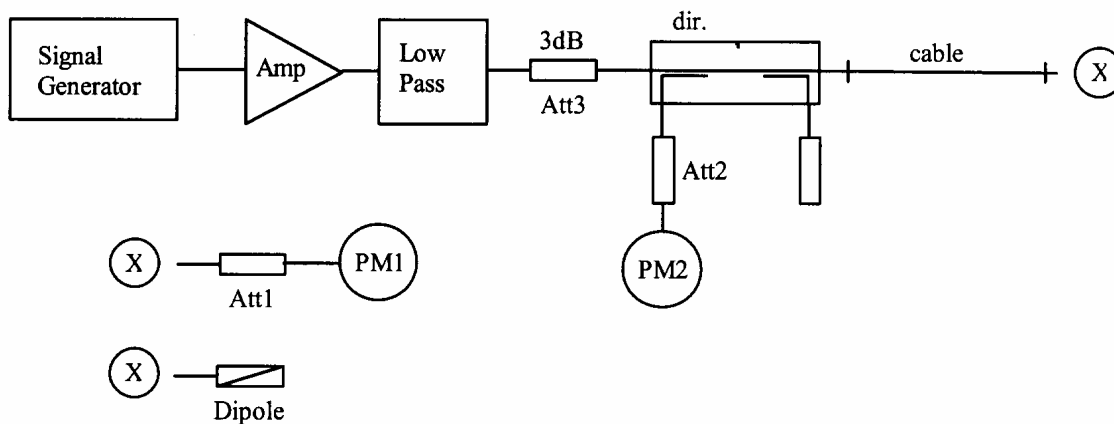 Signal
Generator
Amp
Low
Pass
3dB
Att3
dir.
cable
X
Att2
PM2
X
PM1
Att1
X
Dipole